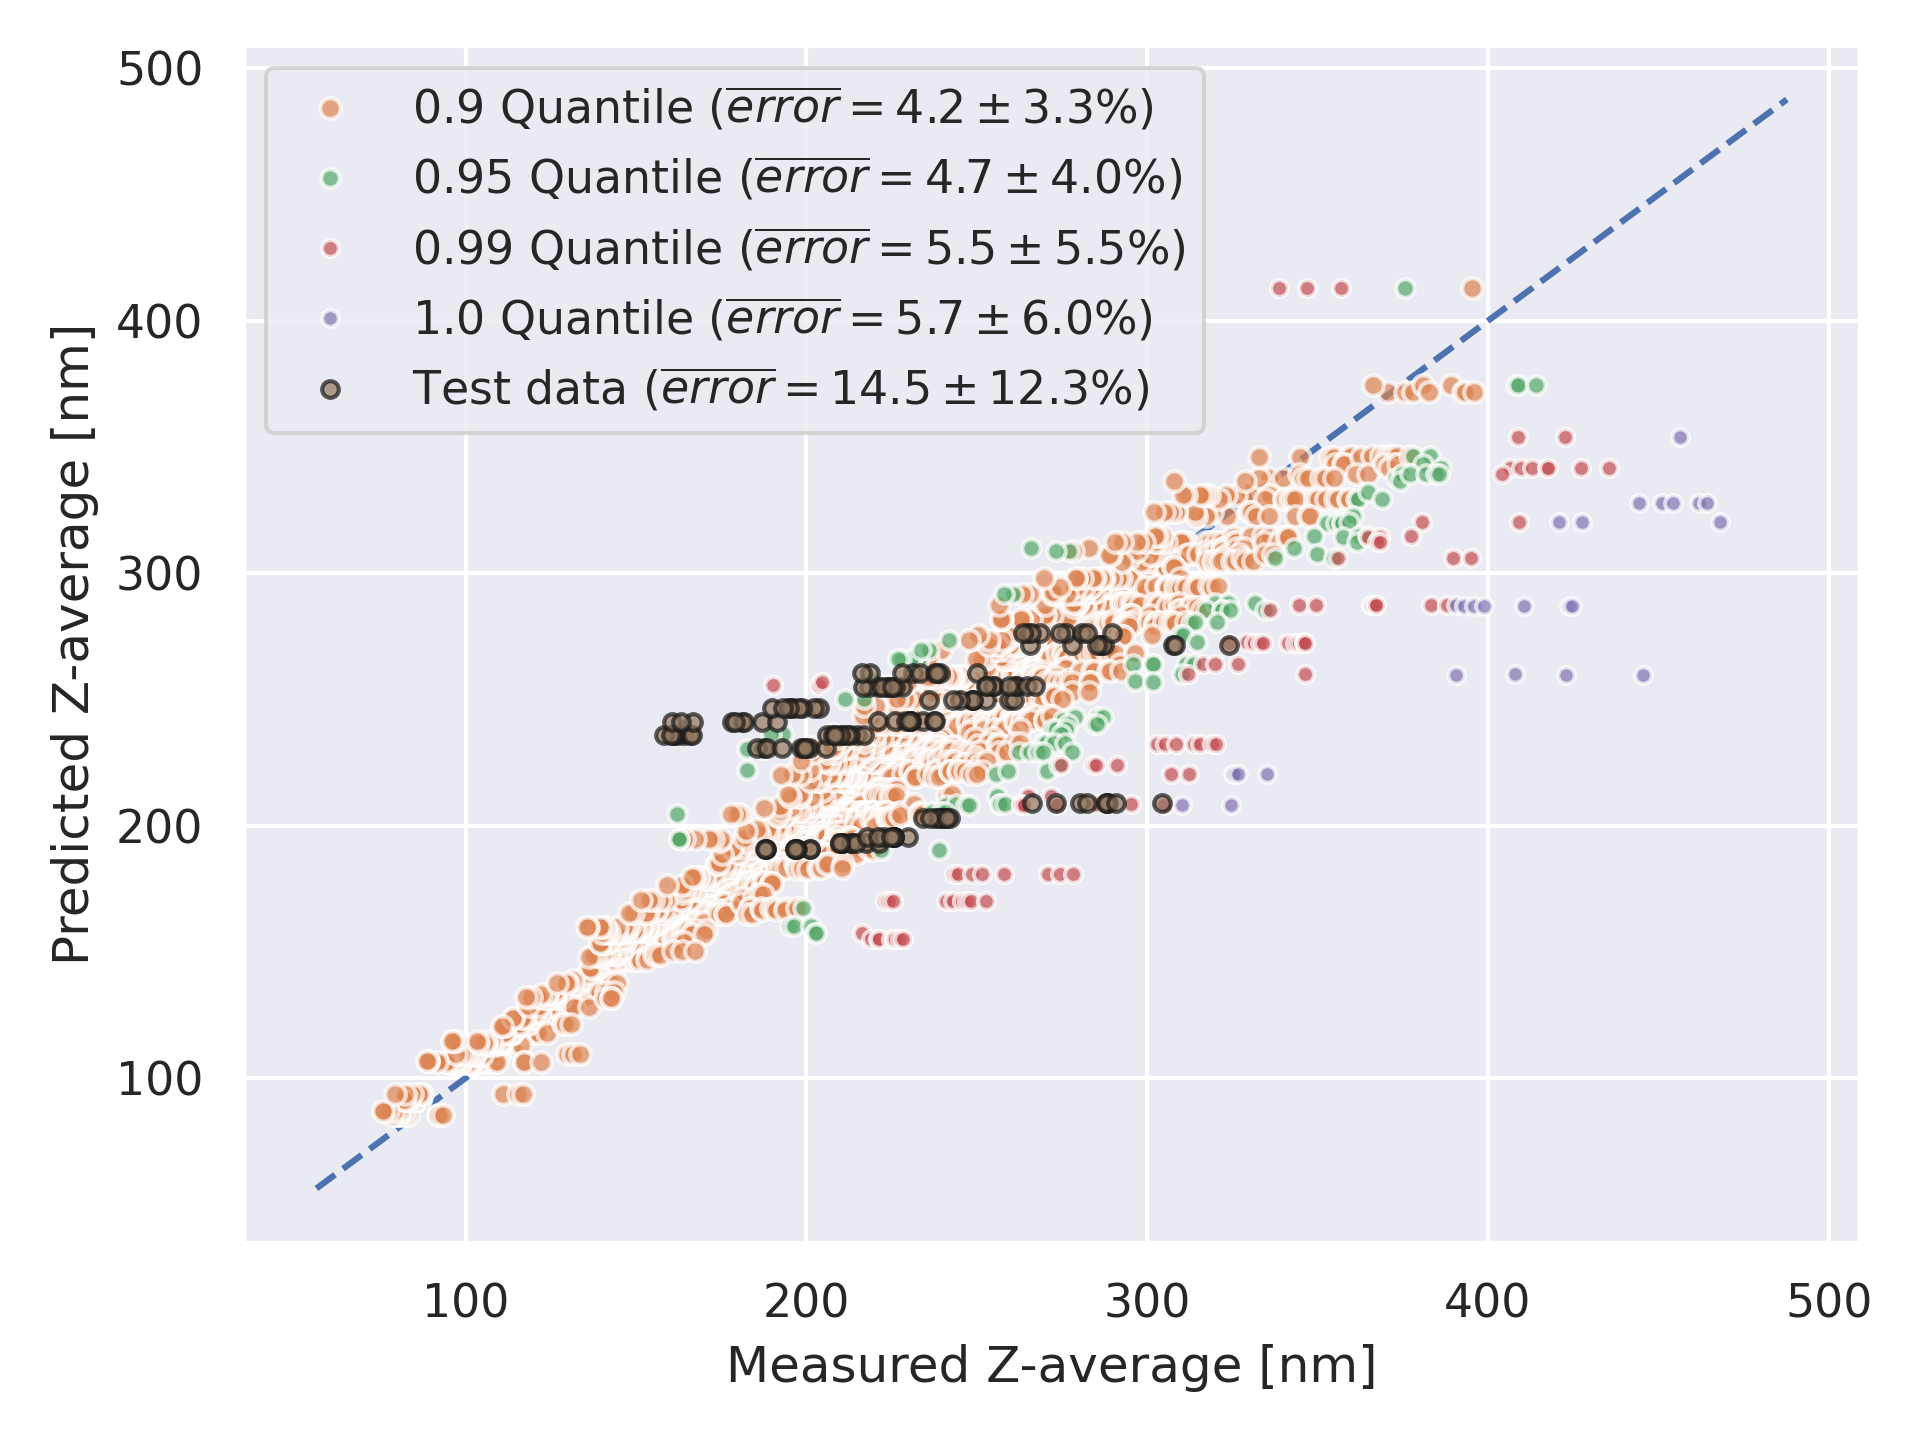 500
400
300
200
100
Predicted Z-average [nm]
0.9 Quantile (error = 4.2 ± 3.3%)
0.95 Quantile (error = 4.7 ± 4.0%)
0.99 Quantile (error = 5.5 ± 5.5%)
1.0 Quantile (error = 5.7 ± 6.0%)
Test data (error = 14.5 ± 12.3%)
100 200 300 400 500
Measured Z-average [nm]